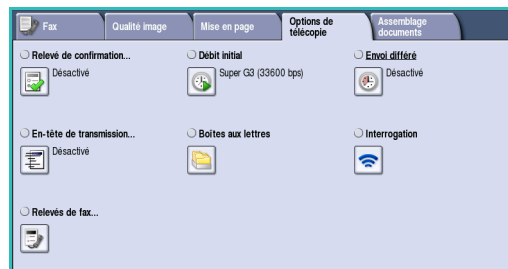 Fax
Qualité image
Mise en page
Options de
télécopie
Assemblage
documents
Relevé de confirmation...
Désactivé
Débit initial
Super G3 (33600 bps)
Envoi différé
Désactivé
En-tête de transmission...
Désactivé
Boîtes aux lettres
Interrogation
Relevés de fax...